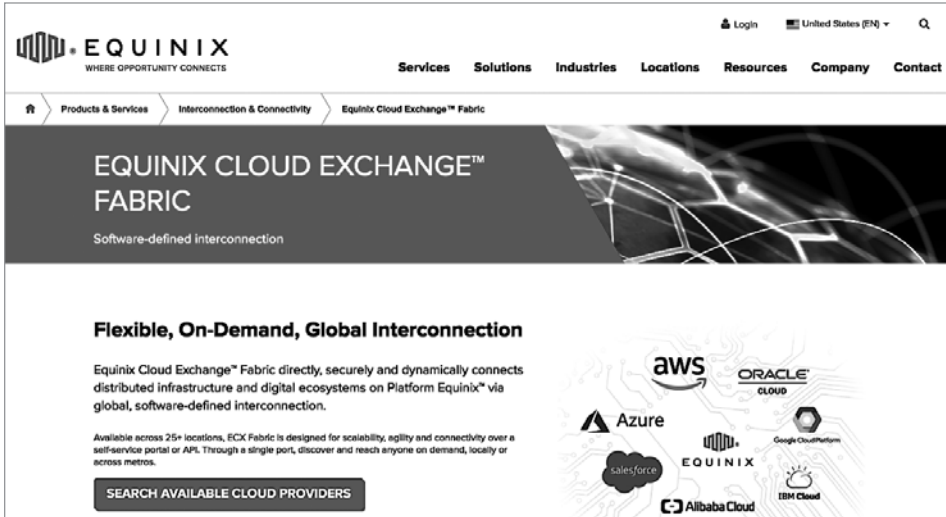 Login United States (EN)
EQUINIX
WHERE OPPORTUNITY CONNECTS
Services Solutions Industries Locations Resources Company Contact
Products & Services Interconnection & Connectivity Equinix Cloud Exchange™ Fabric
EQUINIX CLOUD EXCHANGE™
FABRIC
Software-defined interconnection
Flexible, On-Demand, Global Interconnection
Equinix Cloud Exchange™ Fabric directly, securely and dynamically connects
distributed infrastructure and digital ecosystems on Platform Equinix™ via
global, software-defined interconnection.
Available across 25+ locations, ECX Fabric is designed for scalability, agility and connectivity over a
self-service portal or API. Through a single port, discover and reach anyone on demand, locally or
across metros.
SEARCH AVAILABLE CLOUD PROVIDERS
aws
ORACLE
CLOUD
Azure
Google Cloud Platform
EQUINIX
salesforce
IBM Cloud
Alibaba Cloud